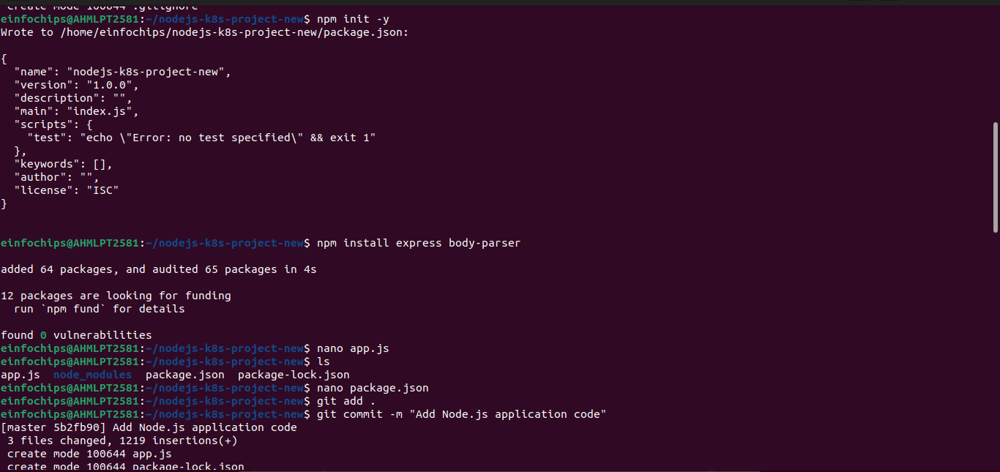 create mode 100644 .gitignore
einfochips@AHMLPT2581:~/nodejs-k8s-project-new$ npm init -y
Wrote to /home/einfochips/nodejs-k8s-project-new/package.json:
{
  "name": "nodejs-k8s-project-new",
  "version": "1.0.0",
  "description": "",
  "main": "index.js",
  "scripts": {
    "test": "echo \"Error: no test specified\" && exit 1"
  },
  "keywords": [],
  "author": "",
  "license": "ISC"
}
einfochips@AHMLPT2581:~/nodejs-k8s-project-new$ npm install express body-parser
added 64 packages, and audited 65 packages in 4s
12 packages are looking for funding
  run `npm fund` for details
found 0 vulnerabilities
einfochips@AHMLPT2581:~/nodejs-k8s-project-new$ nano app.js
einfochips@AHMLPT2581:~/nodejs-k8s-project-new$ ls
app.js  node_modules  package.json  package-lock.json
einfochips@AHMLPT2581:~/nodejs-k8s-project-new$ nano package.json
einfochips@AHMLPT2581:~/nodejs-k8s-project-new$ git add .
einfochips@AHMLPT2581:~/nodejs-k8s-project-new$ git commit -m "Add Node.js application code"
[master 5b2fb90] Add Node.js application code
 3 files changed, 1219 insertions(+)
 create mode 100644 app.js
 create mode 100644 package-lock.json